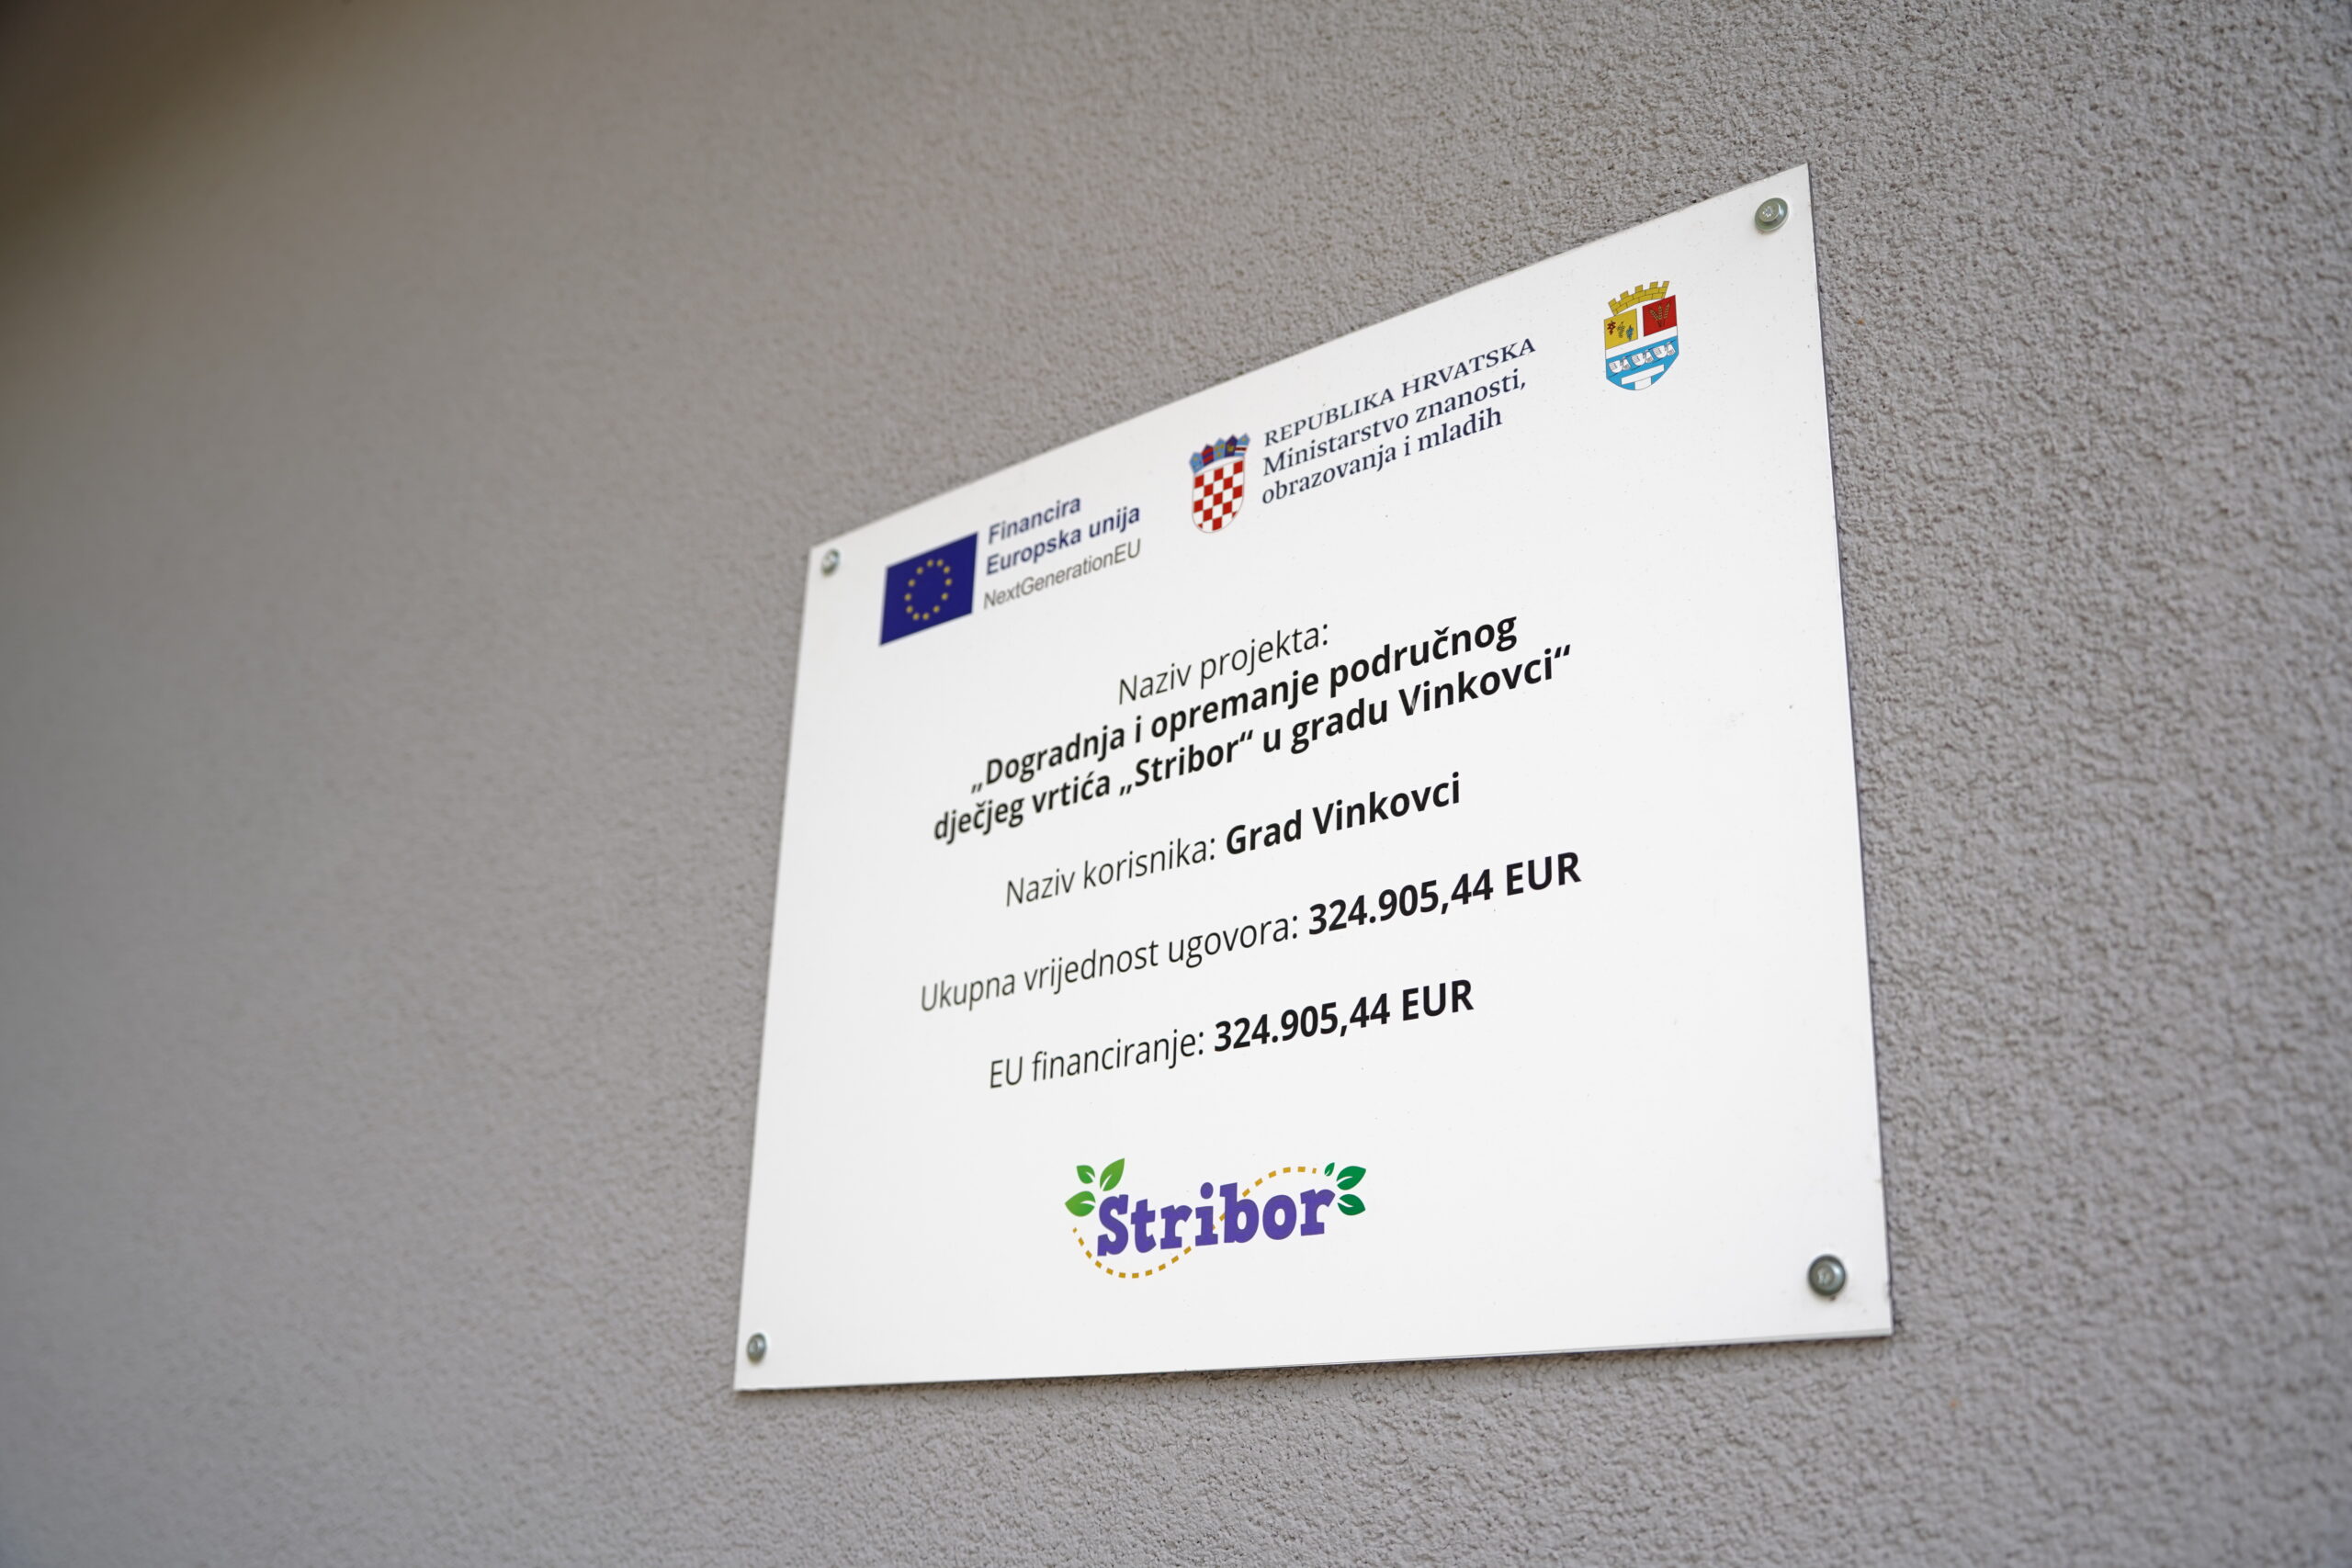 Financira
Europska unija
NextGenerationEU
REPUBLIKA HRVATSKA
Ministarstvo znanosti,
obrazovanja i mladih
Naziv projekta:
„Dogradnja i opremanje područnog
dječjeg vrtića „Stribor“ u gradu Vinkovci“
Naziv korisnika: Grad Vinkovci
Ukupna vrijednost ugovora: 324.905,44 EUR
EU financiranje: 324.905,44 EUR
Stribor